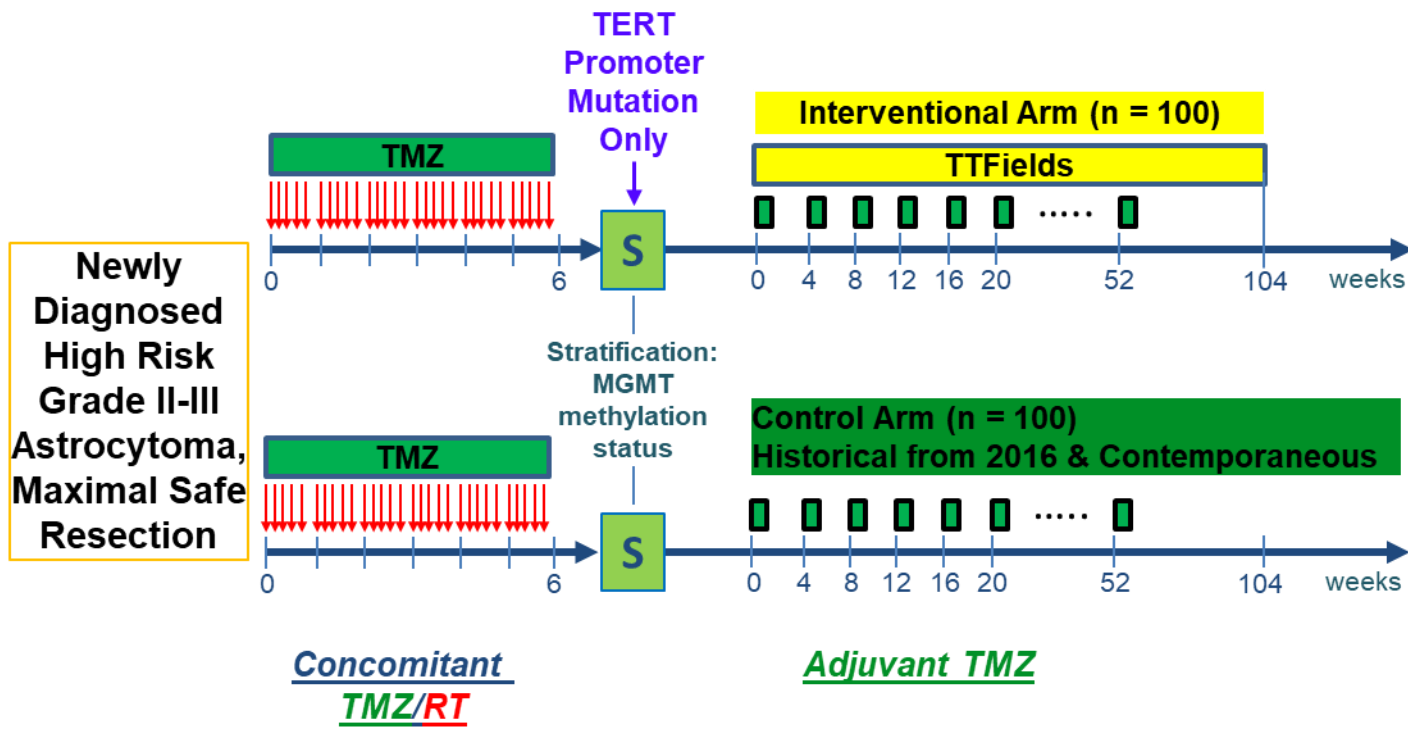 TERT
Promoter
Mutation
Only
Interventional Arm (n = 100)
TMZ
TTFields
.....
S
0
6
0
4
8
12
16
20
52
104
weeks
Newly
Diagnosed
High Risk
Grade II-III
Astrocytoma,
Maximal Safe
Resection
Stratification:
MGMT
methylation
status
Control Arm (n = 100)
Historical from 2016 & Contemporaneous
TMZ
.....
S
0
6
0
4
8
12
16
20
52
104
weeks
Concomitant
TMZ/RT
Adjuvant TMZ